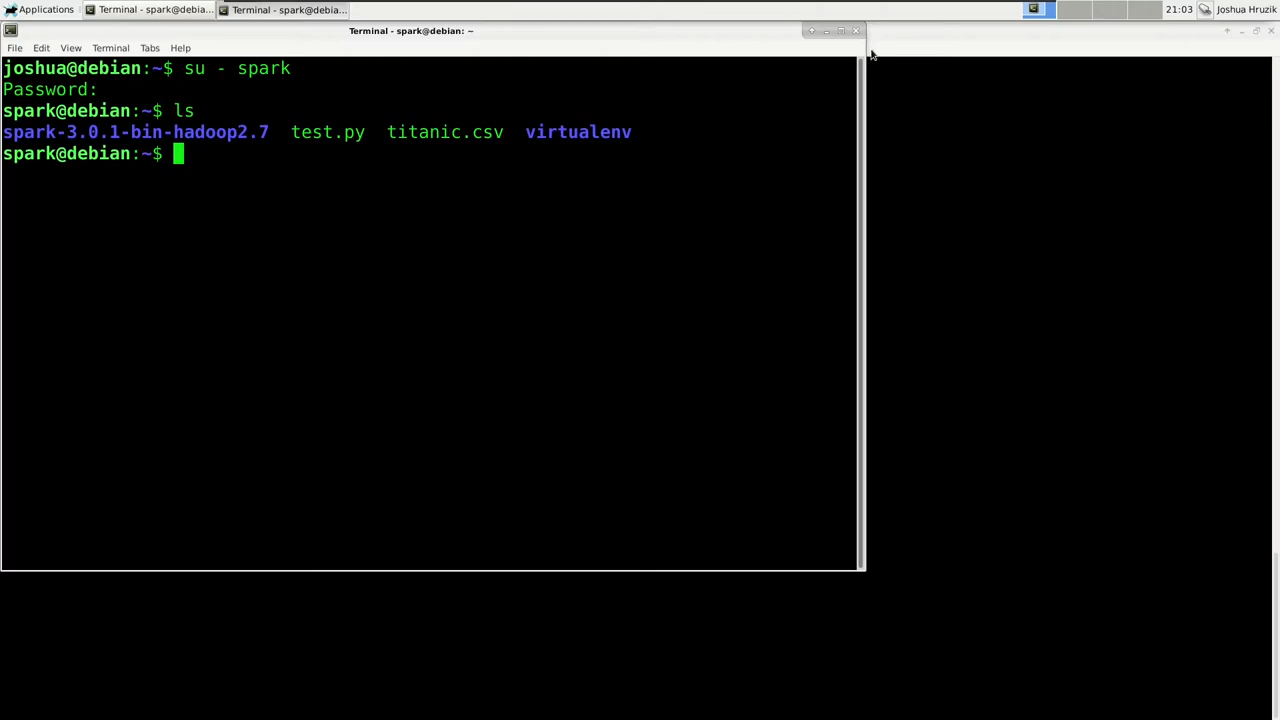 Applications Terminal - spark@debia... Terminal - spark@debia... 21:03 Joshua Hruzik
Terminal - spark@debian: ~
File Edit View Terminal Tabs Help
joshua@debian:~$ su - spark
Password:
spark@debian:~$ ls
spark-3.0.1-bin-hadoop2.7 test.py titanic.csv virtualenv
spark@debian:~$